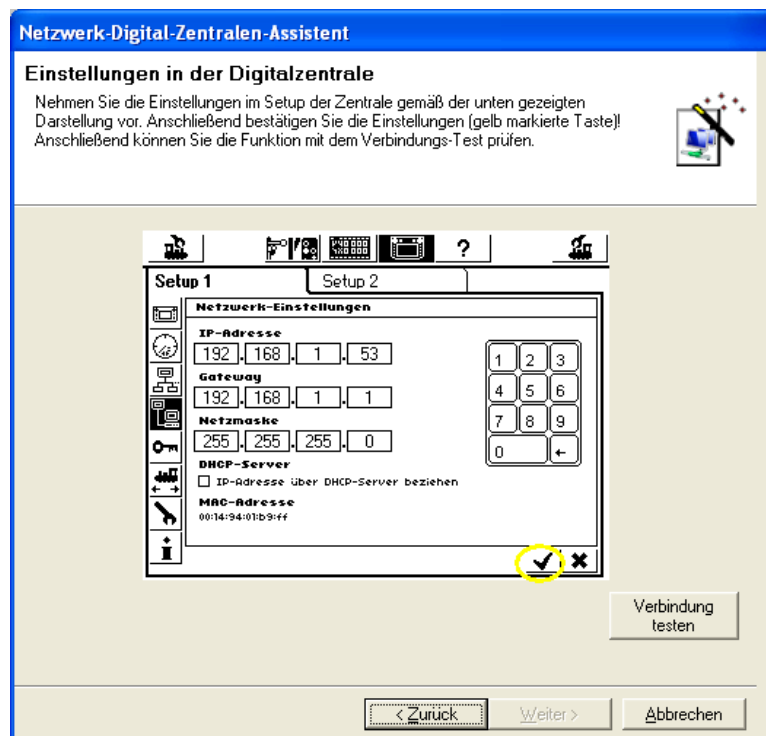 Netzwerk-Digital-Zentralen-Assistent
Einstellungen in der Digitalzentrale
Nehmen Sie die Einstellungen im Setup der Zentrale gemäß der unten gezeigten
Darstellung vor. Anschließend bestätigen Sie die Einstellungen (gelb markierte Taste)!
Anschließend können Sie die Funktion mit dem Verbindungs-Test prüfen.
?
Setup 1 Setup 2
Netzwerk-Einstellungen
IP-Adresse
192 . 168 . 1 . 53
Gateway
192 . 168 . 1 . 1
Netzmaske
255 . 255 . 255 . 0
DHCP-Server
IP-Adresse über DHCP-Server beziehen
MAC-Adresse
00:14:94:01:b9:ff
1 2 3
4 5 6
7 8 9
0 ←
Verbindung
testen
< Zurück Weiter > Abbrechen